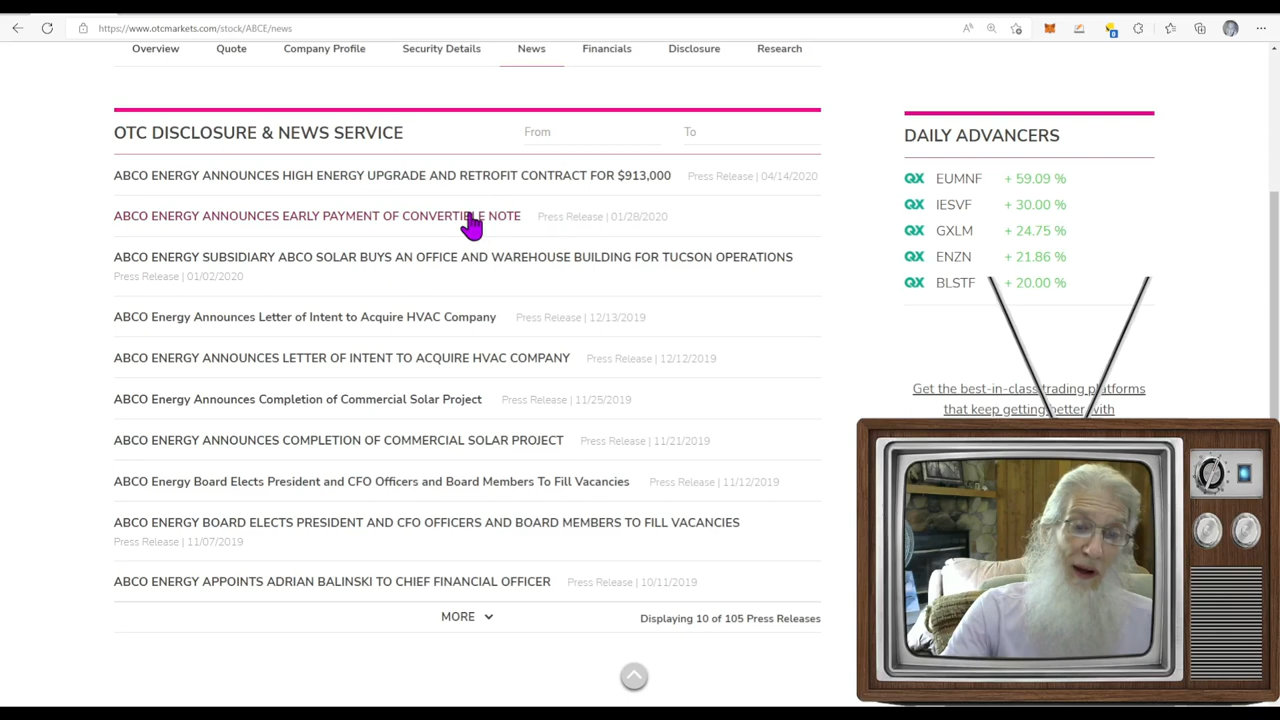 https://www.otcmarkets.com/stock/ABCE/news
Overview Quote Company Profile Security Details News Financials Disclosure Research
OTC DISCLOSURE & NEWS SERVICE From To
ABCO ENERGY ANNOUNCES HIGH ENERGY UPGRADE AND RETROFIT CONTRACT FOR $913,000 Press Release | 04/14/2020
ABCO ENERGY ANNOUNCES EARLY PAYMENT OF CONVERTIBLE NOTE Press Release | 01/28/2020
ABCO ENERGY SUBSIDIARY ABCO SOLAR BUYS AN OFFICE AND WAREHOUSE BUILDING FOR TUCSON OPERATIONS
Press Release | 01/02/2020
ABCO Energy Announces Letter of Intent to Acquire HVAC Company Press Release | 12/13/2019
ABCO ENERGY ANNOUNCES LETTER OF INTENT TO ACQUIRE HVAC COMPANY Press Release | 12/12/2019
ABCO Energy Announces Completion of Commercial Solar Project Press Release | 11/25/2019
ABCO ENERGY ANNOUNCES COMPLETION OF COMMERCIAL SOLAR PROJECT Press Release | 11/21/2019
ABCO Energy Board Elects President and CFO Officers and Board Members To Fill Vacancies Press Release | 11/12/2019
ABCO ENERGY BOARD ELECTS PRESIDENT AND CFO OFFICERS AND BOARD MEMBERS TO FILL VACANCIES
Press Release | 11/07/2019
ABCO ENERGY APPOINTS ADRIAN BALINSKI TO CHIEF FINANCIAL OFFICER Press Release | 10/11/2019
MORE Displaying 10 of 105 Press Releases
DAILY ADVANCERS
QX EUMNF + 59.09 %
QX IESVF + 30.00 %
QX GXLM + 24.75 %
QX ENZN + 21.86 %
QX BLSTF + 20.00 %
Get the best-in-class trading platforms
that keep getting better with